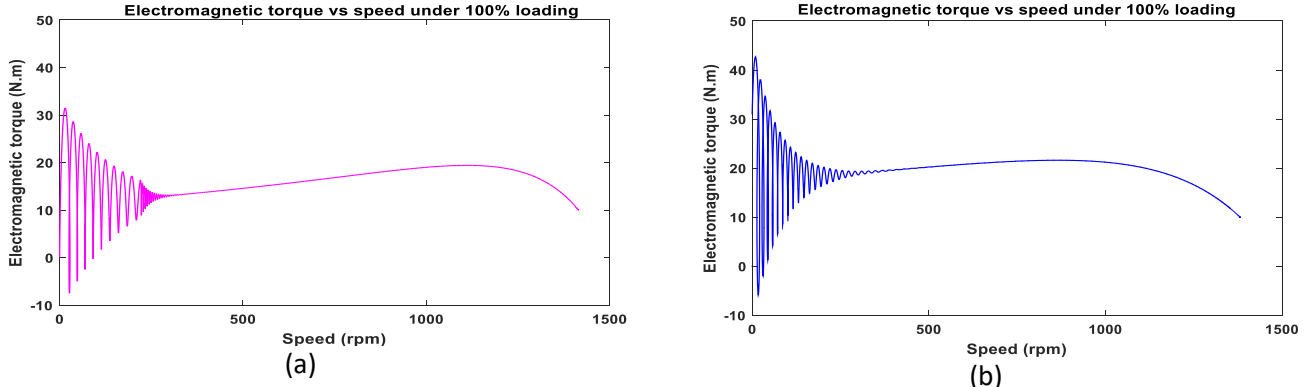 Electromagnetic torque vs speed under 100% loading
50
40
30
20
10
0
-10
Electromagnetic torque (N.m)
0
500
1000
1500
Speed (rpm)
(a)
Electromagnetic torque vs speed under 100% loading
50
40
30
20
10
0
-10
Electromagnetic torque (N.m)
0
500
1000
1500
Speed (rpm)
(b)